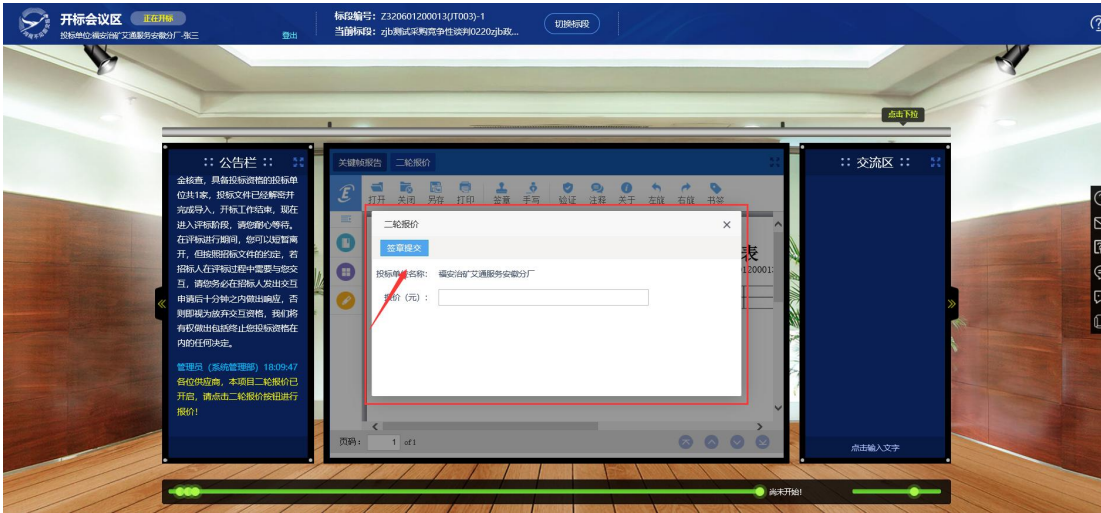 开标会议区 正在开标
投标单位:福安治矿艾通服务安徽分厂-张三 登出
标段编号：Z320601200013(JT003)-1
当前标段：zjb测试采购竞争性谈判0220zjb政...
切换标段
点击下拉
:: 公告栏 ::
金核查，具备投标资格的投标单
位共1家，投标文件已经解密并
完成导入，开标工作结束，现在
进入评标阶段，请您耐心等待。
在评标进行期间，您可以短暂离
开，但按照招标文件的约定，若
招标人在评标过程中需要与您交
互，请您务必在招标人发出交互
申请后十分钟之内做出响应，否
则即视为放弃交互资格，我们将
有权做出包括终止您投标资格在
内的任何决定。
管理员（系统管理部）18:09:47
各位供应商，本项目二轮报价已
开启，请点击二轮报价按钮进行
报价！
关键帧报告 二轮报价
打开 关闭 另存 打印 签章 手写 验证 注释 关于 左旋 右旋 书签
二轮报价
签章提交
投标单位名称： 福安治矿艾通服务安徽分厂
报价（元）：
表
120001
页码： 1 of1
:: 交流区 ::
点击输入文字
尚未开始!